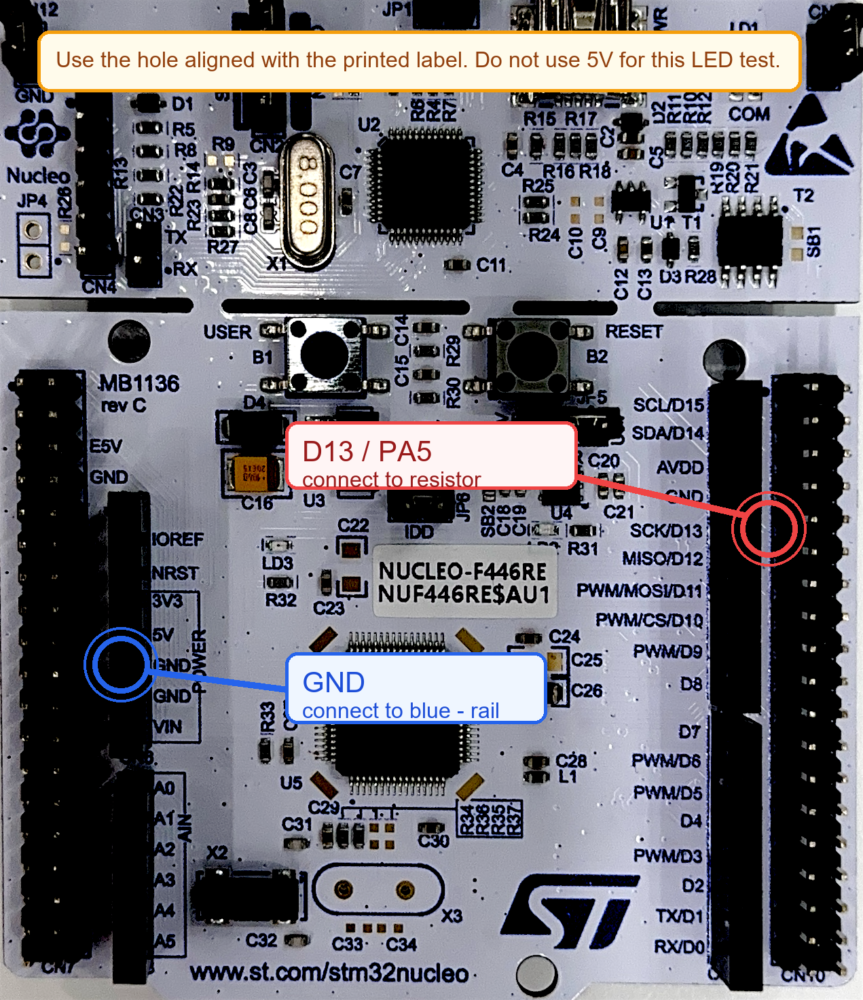 N12
JP1
CN
WR
LD1
Use the hole aligned with the printed label. Do not use 5V for this LED test.
GND
D1
R5
R8
R13
R14
R22
R23
R9
C3
C6
C8
R27
CN2
8.000
X1
C7
U2
R6
R4
R7
C11
R15 R17
C4
R16 R18
C2
D2
R11
R10
R12
COM
C5
R19
R20
R21
R25
R24
C10
C9
U1 T1
T2
SB1
C12
C13
D3 R28
Nucleo
JP4
R26
CN3
TX
RX
CN4
USER
B1
C14
C15
R29
R30
RESET
B2
MB1136
rev C
D4
E5V
GND
C16
U3
D13 / PA5
connect to resistor
C20
C21
JP6
IDD
SB2
C18
C19
U4
R31
C22
LD3
R32
C23
NUCLEO-F446RE
NUF446RE$AU1
SCL/D15
SDA/D14
AVDD
GND
SCK/D13
MISO/D12
PWM/MOSI/D11
PWM/CS/D10
PWM/D9
D8
D7
PWM/D6
PWM/D5
D4
PWM/D3
D2
TX/D1
RX/D0
IOREF
NRST
3V3
5V
GND
GND
VIN
POWER
C24
C25
C26
GND
connect to blue - rail
R33
U5
C28
L1
C29
C31
C30
R34
R36
R35
R37
A0
A1
A2
A3
A4
A5
AIN
X2
X3
C32
C33
C34
CN7
CN10
www.st.com/stm32nucleo